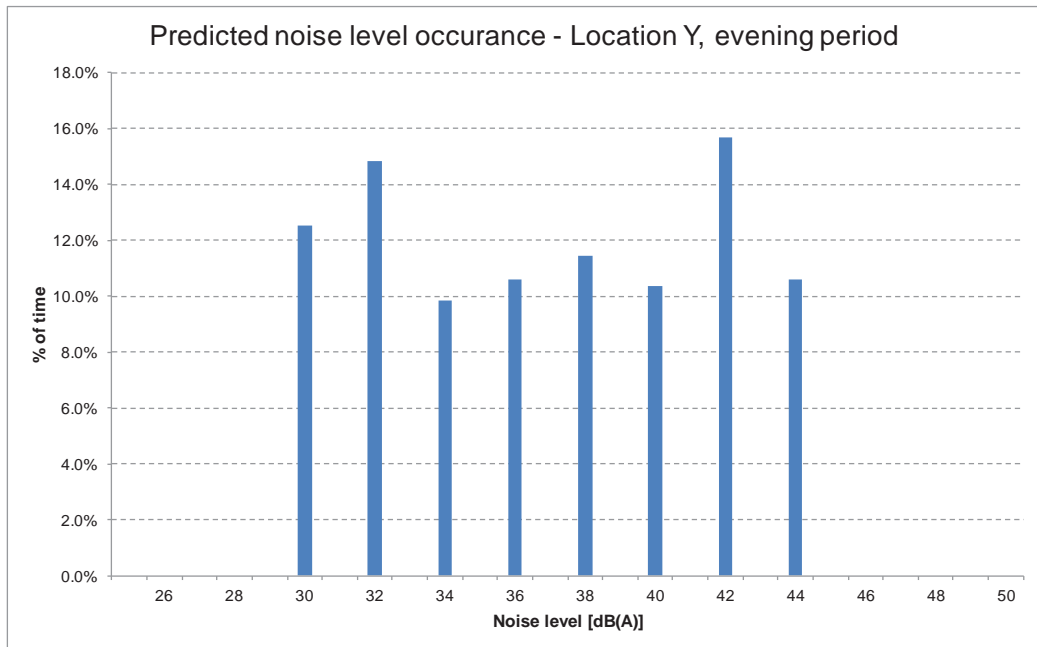 Predicted noise level occurance - Location Y, evening period
18.0%
16.0%
14.0%
12.0%
10.0%
8.0%
6.0%
4.0%
2.0%
0.0%
% of time
26 28 30 32 34 36 38 40 42 44 46 48 50
Noise level [dB(A)]